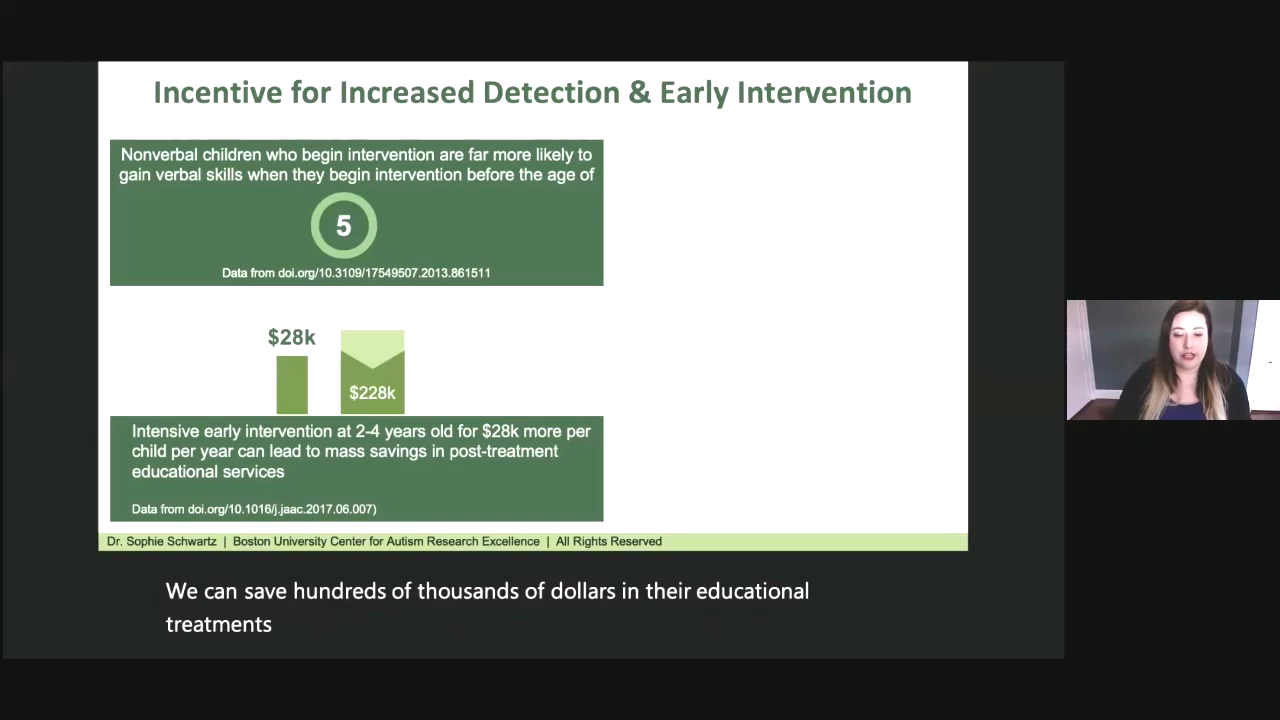 Incentive for Increased Detection & Early Intervention
Nonverbal children who begin intervention are far more likely to
gain verbal skills when they begin intervention before the age of
5
Data from doi.org/10.3109/17549507.2013.861511
$28k
$228k
Intensive early intervention at 2-4 years old for $28k more per
child per year can lead to mass savings in post-treatment
educational services
Data from doi.org/10.1016/j.jaac.2017.06.007)
Dr. Sophie Schwartz | Boston University Center for Autism Research Excellence | All Rights Reserved
We can save hundreds of thousands of dollars in their educational
treatments